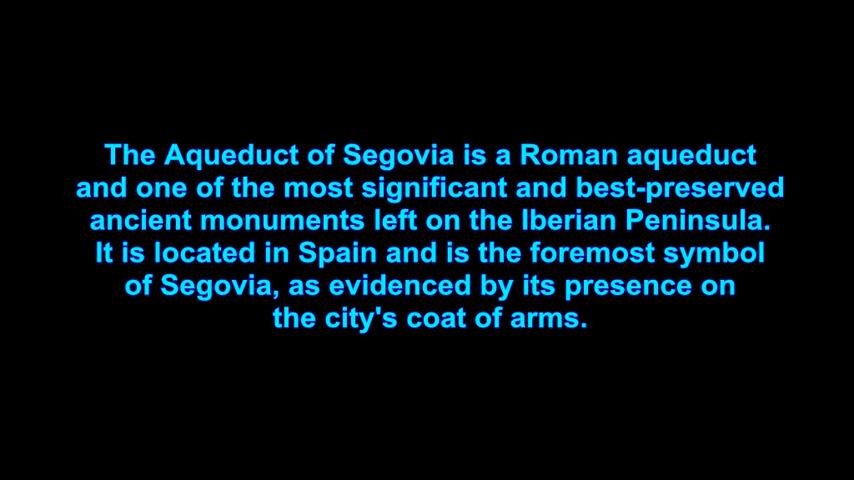 The Aqueduct of Segovia is a Roman aqueduct
and one of the most significant and best-preserved
ancient monuments left on the Iberian Peninsula.
It is located in Spain and is the foremost symbol
of Segovia, as evidenced by its presence on
the city's coat of arms.